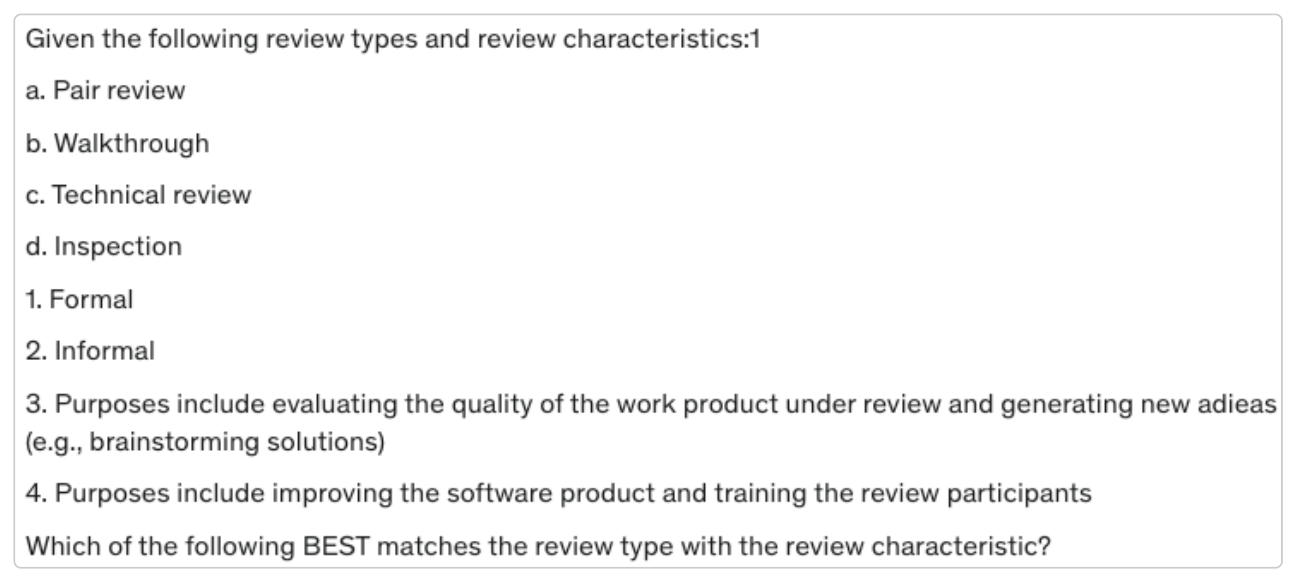 Given the following review types and review characteristics:1
a. Pair review
b. Walkthrough
c. Technical review
d. Inspection
1. Formal
2. Informal
3. Purposes include evaluating the quality of the work product under review and generating new adieas
(e.g., brainstorming solutions)
4. Purposes include improving the software product and training the review participants
Which of the following BEST matches the review type with the review characteristic?